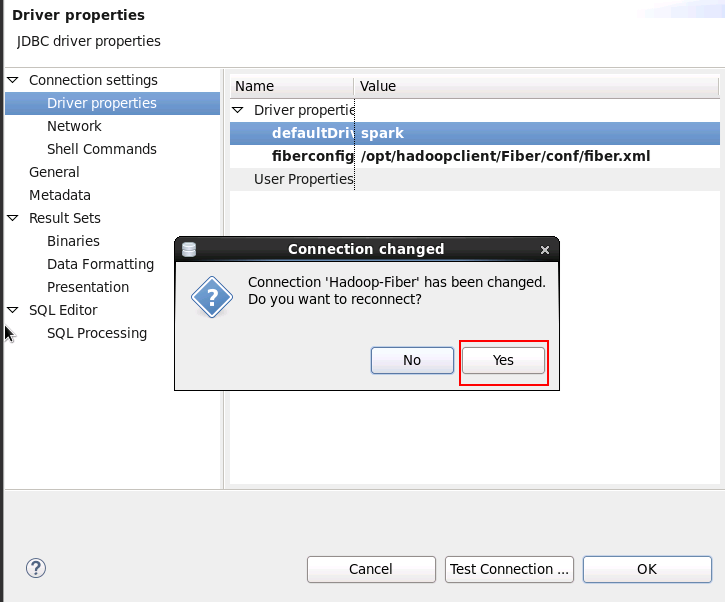 Driver properties
JDBC driver properties
Connection settings
Driver properties
Network
Shell Commands
General
Metadata
Result Sets
Binaries
Data Formatting
Presentation
SQL Editor
SQL Processing
Name Value
Driver propertie
defaultDri spark
fiberconfig /opt/hadoopclient/Fiber/conf/fiber.xml
User Properties
Connection changed
Connection 'Hadoop-Fiber' has been changed.
Do you want to reconnect?
No Yes
Cancel Test Connection ... OK